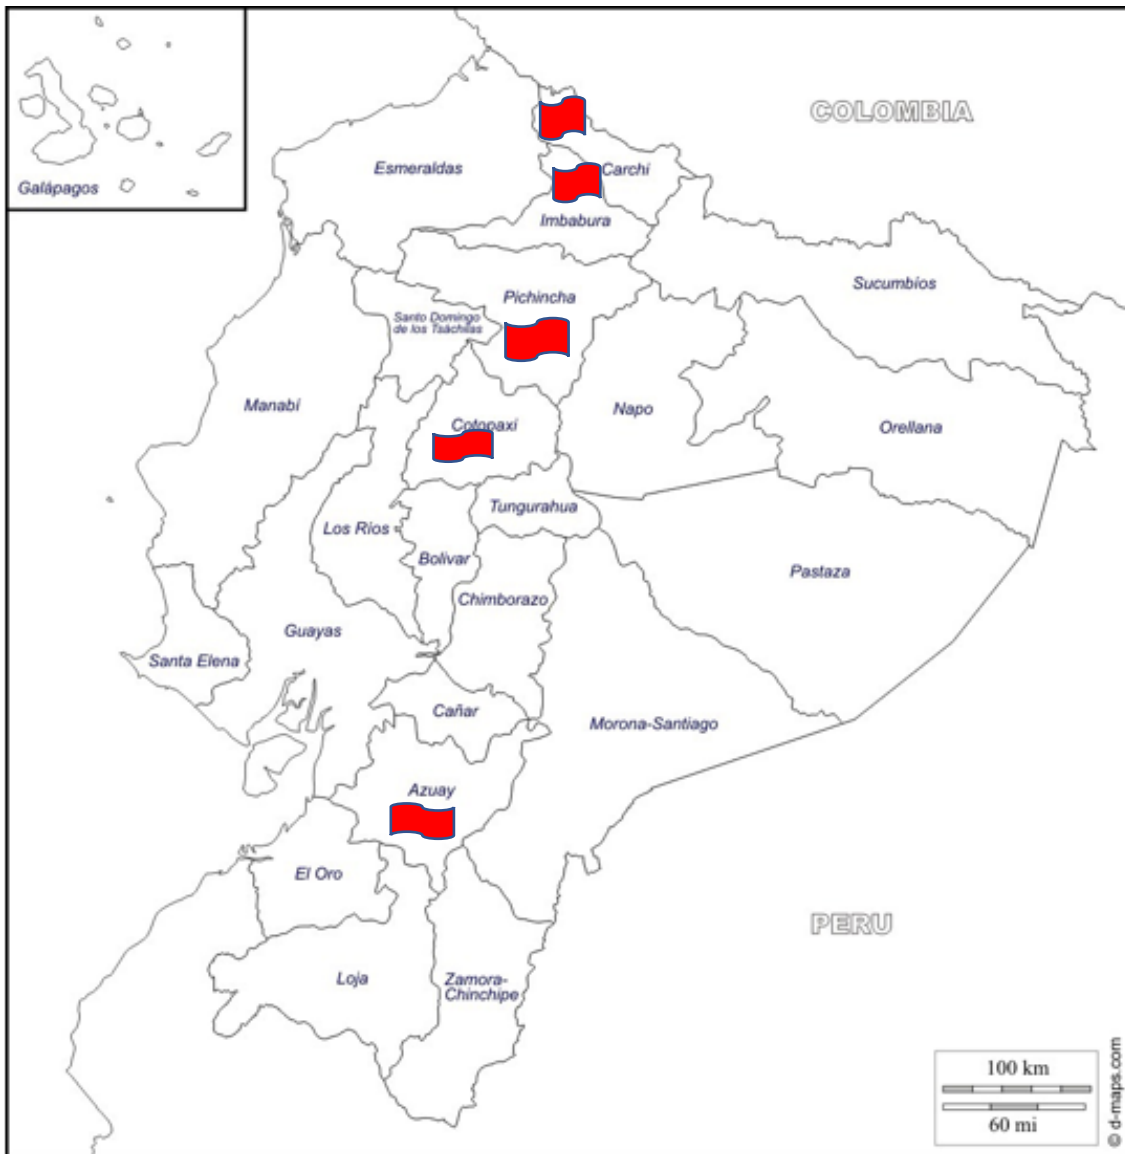 COLOMBIA
Esmeraldas
Carchi
Galápagos
Imbabura
Sucumbíos
Pichincha
Santo Domingo
de los Tsáchilas
Manabí
Napo
Cotopaxi
Orellana
Tungurahua
Los Ríos
Bolívar
Pastaza
Chimborazo
Guayas
Santa Elena
Cañar
Morona-Santiago
Azuay
El Oro
PERU
Loja
Zamora-
Chinchipe
100 km
60 mi
© d-maps.com